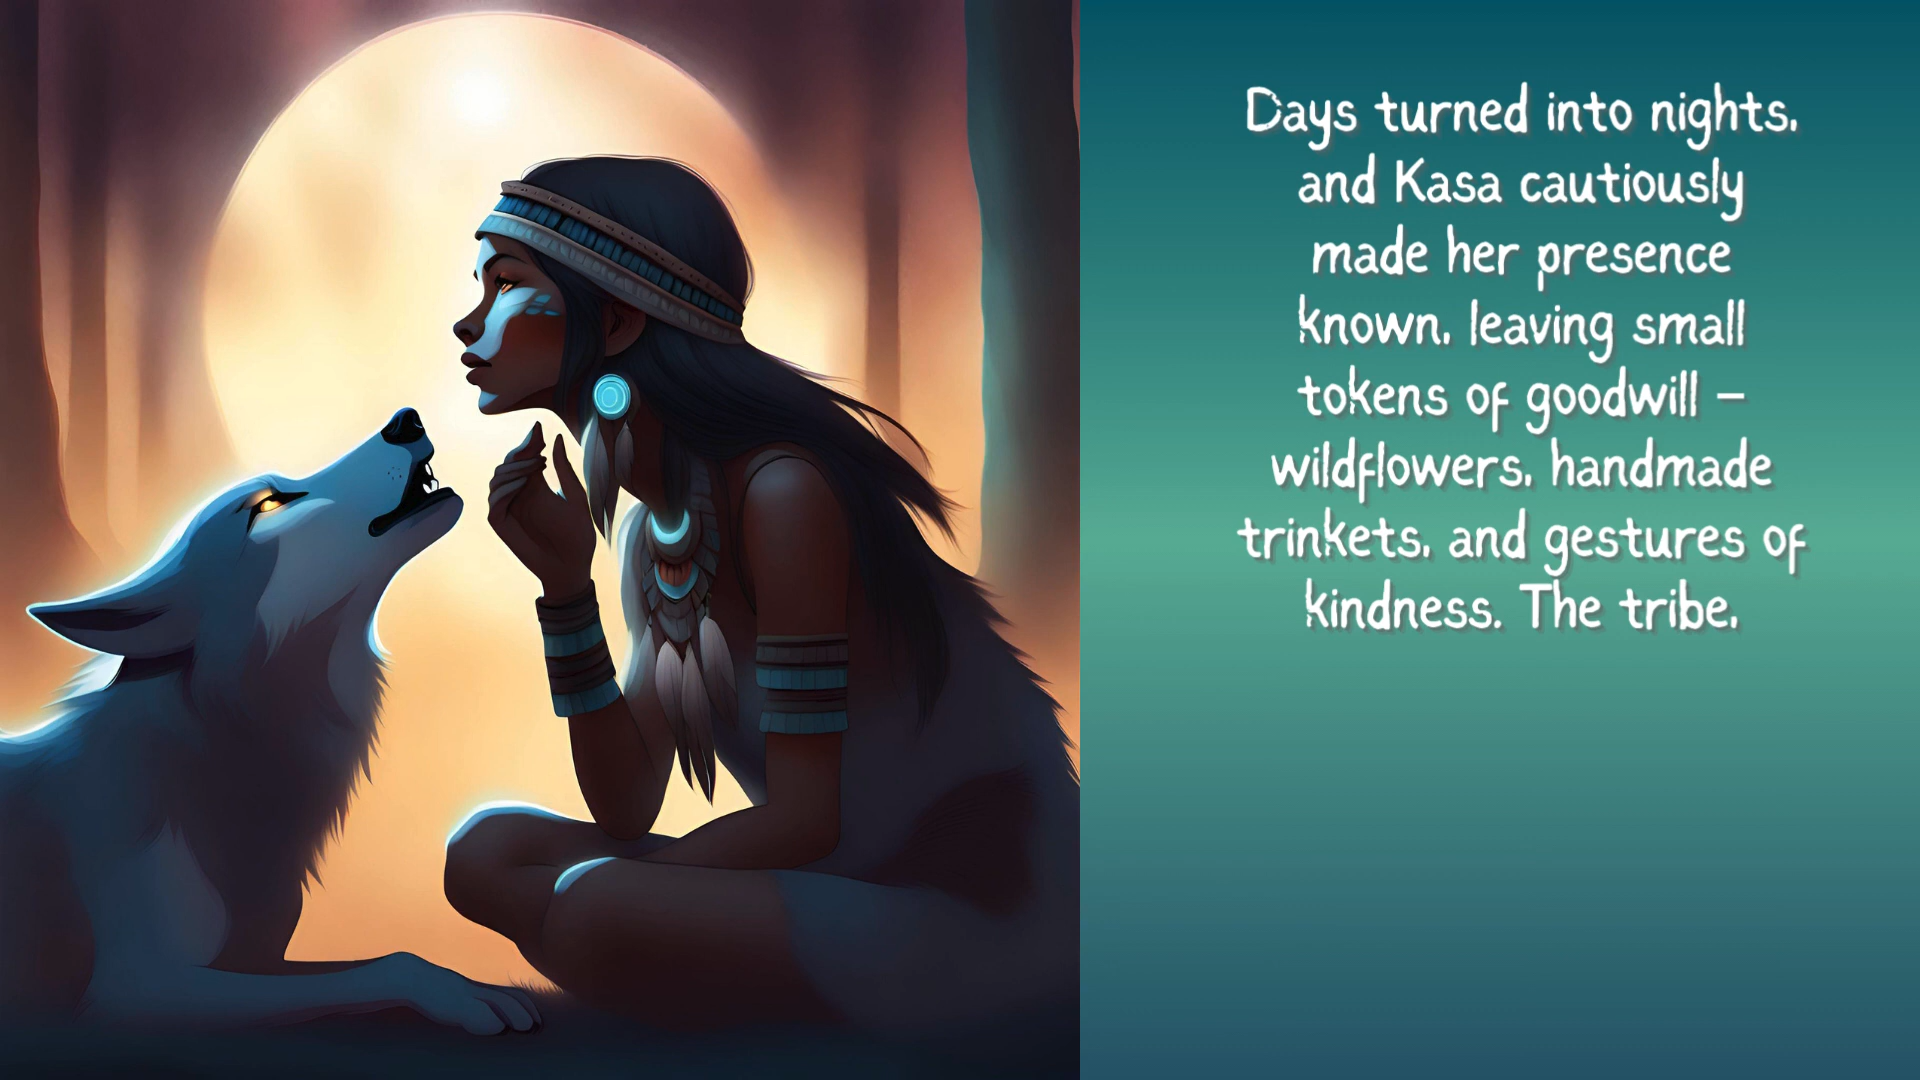 Days turned into nights,
and Kasa cautiously
made her presence
known, leaving small
tokens of goodwill –
wildflowers, handmade
trinkets, and gestures of
kindness. The tribe,